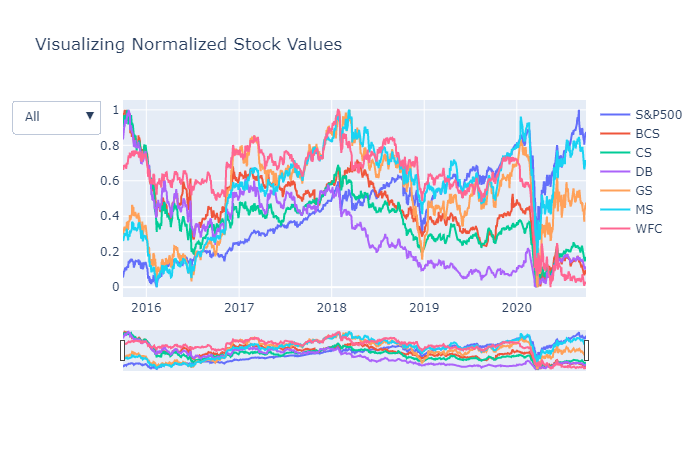 Visualizing Normalized Stock Values
All
1
0.8
0.6
0.4
0.2
0
2016 2017 2018 2019 2020
S&P500
BCS
CS
DB
GS
MS
WFC